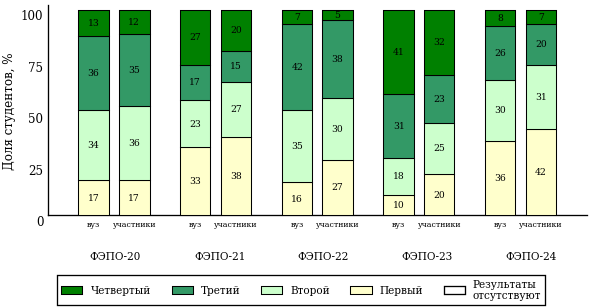 Доля студентов, %
100
75
50
25
0
13 12 27 20 7 5 41 32 8 7
36 35 17 15 42 38 31 23 26 20
34 36 23 27 35 30 18 25 30 31
17 17 33 38 16 27 10 20 36 42
вуз участники вуз участники вуз участники вуз участники вуз участники
ФЭПО-20 ФЭПО-21 ФЭПО-22 ФЭПО-23 ФЭПО-24
Четвертый Третий Второй Первый Результаты
отсутствуют